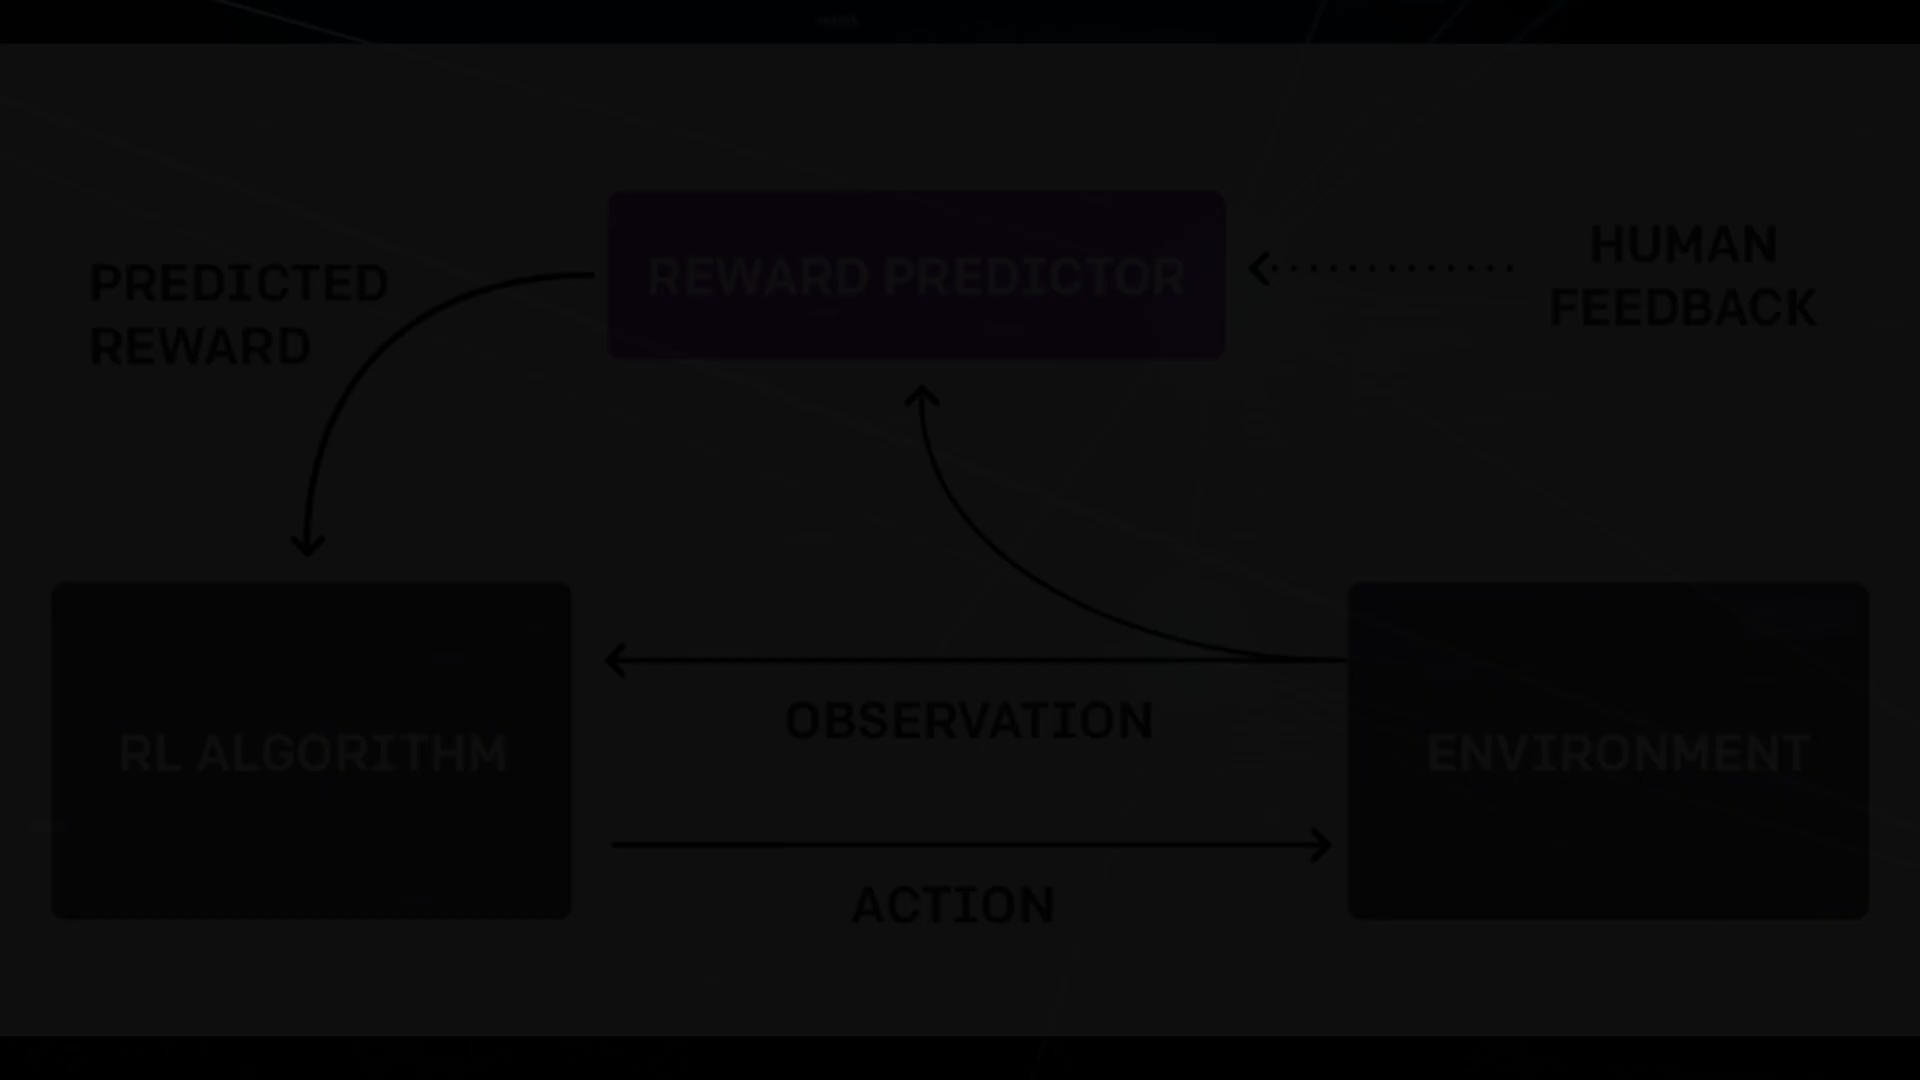 REWARD PREDICTOR
HUMAN
FEEDBACK
PREDICTED
REWARD
RL ALGORITHM
OBSERVATION
ENVIRONMENT
ACTION